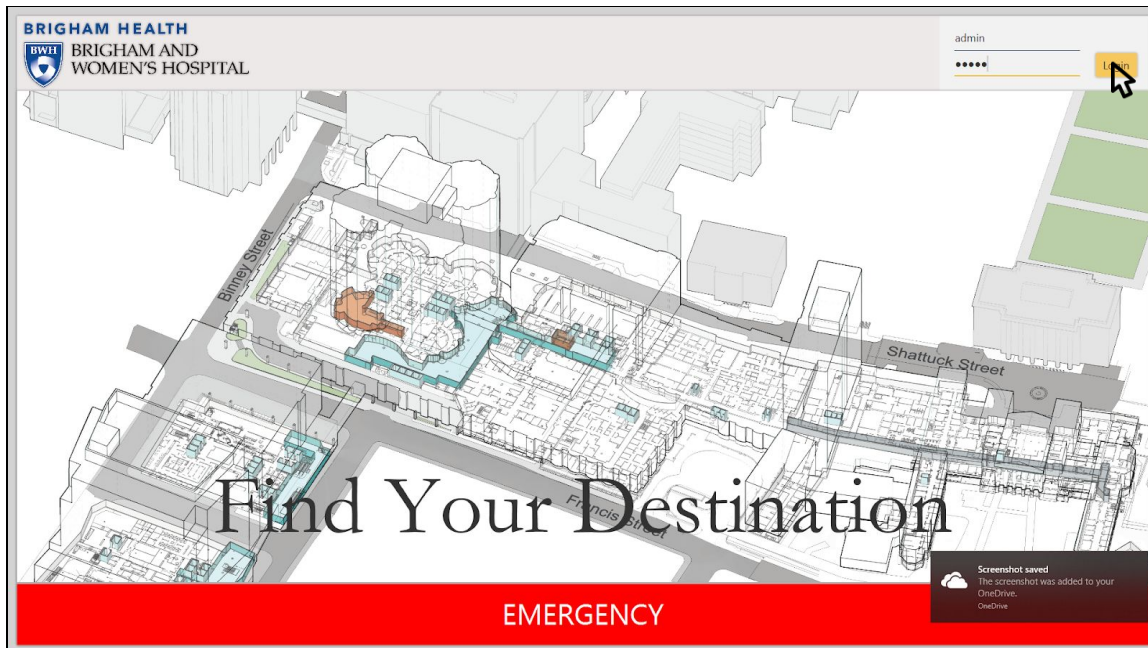 BRIGHAM HEALTH
BWH
BRIGHAM AND
WOMEN'S HOSPITAL
admin
•••••
Login
Binney Street
Shattuck Street
Francis Street
Find Your Destination
Screenshot saved
The screenshot was added to your
OneDrive.
OneDrive
EMERGENCY